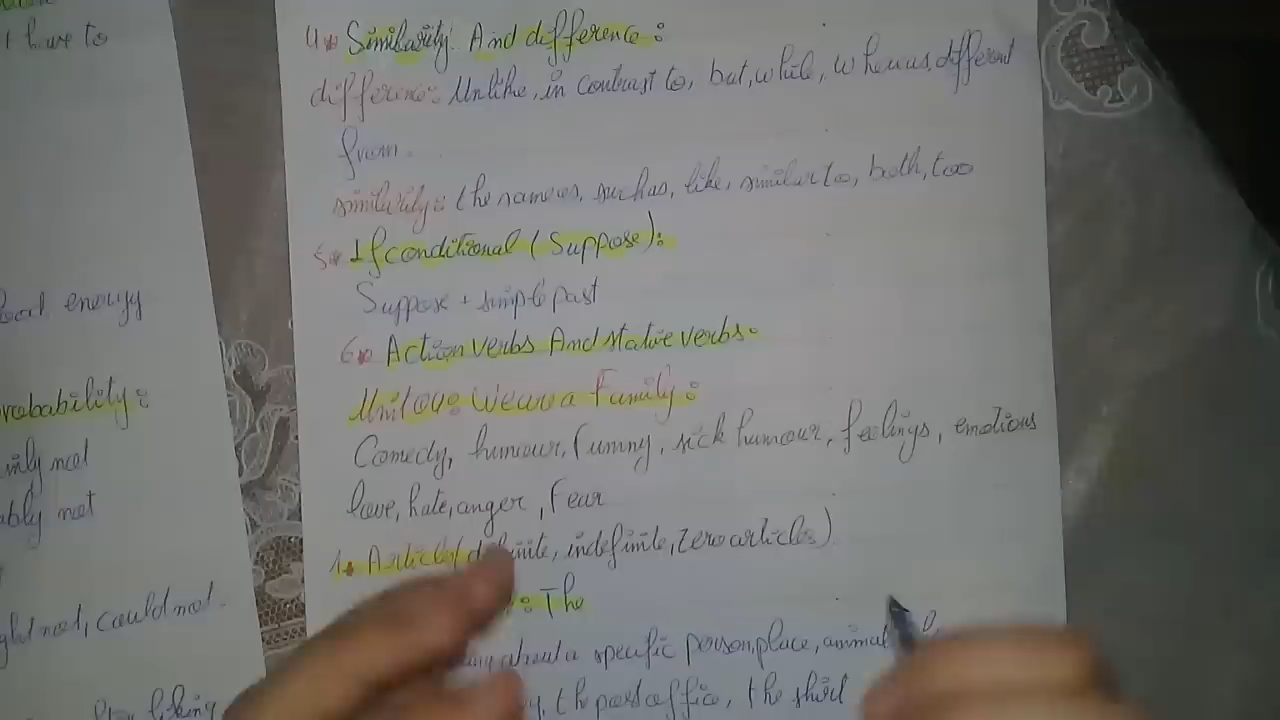 I have to
food energy
probability:
4 Similarity And difference:
difference: Unlike, in contrast to, but, while, whereas, different
from.
similarity: the same as, such as, like, similar to, both, too
5 If conditional (Suppose):
Suppose + simple past
6 Action verbs And stative verbs:
Unit 04: We are a Family:
Comedy, humour, funny, sick humour, feelings, emotions
love, hate, anger, Fear
1 Articles (definite, indefinite, zero articles)
: The
about a specific person, place, animal
the post office, the shirt
not
not
not, could not.